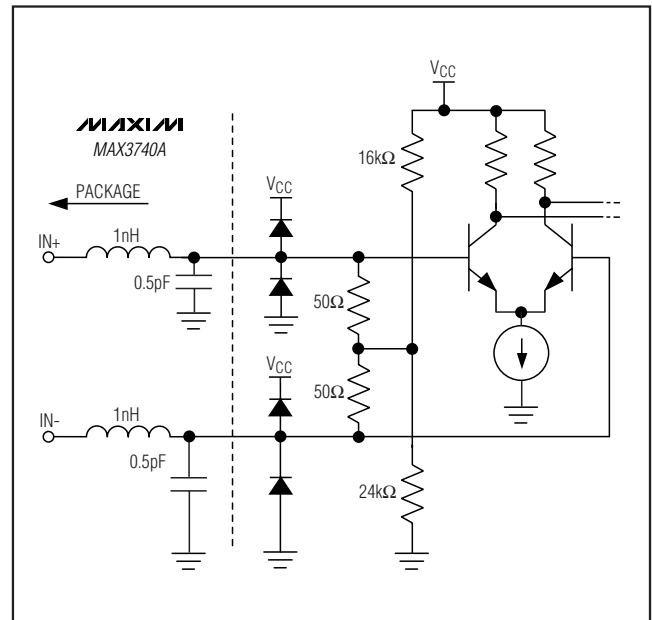 VCC
MAXIM
MAX3740A
16kΩ
PACKAGE
VCC
IN+
1nH
0.5pF
50Ω
VCC
50Ω
IN-
1nH
0.5pF
24kΩ